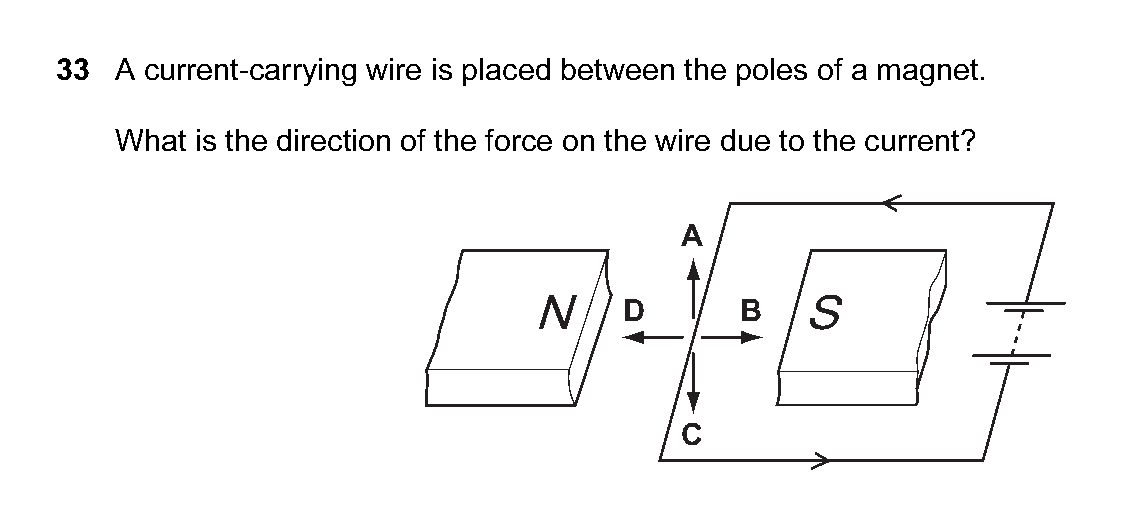 33 A current-carrying wire is placed between the poles of a magnet.
What is the direction of the force on the wire due to the current?
A
N
D
B
S
C